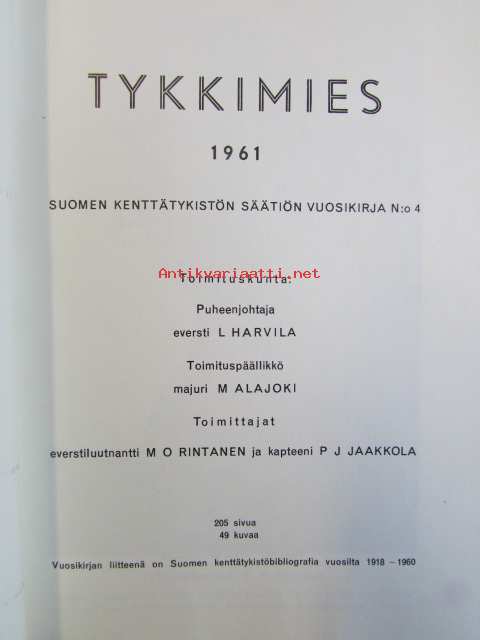 TYKKIMIES
1961
SUOMEN KENTTÄTYKISTÖN SÄÄTIÖN VUOSIKIRJA N:o 4
Antikvariaatti.net
Toimituskunta:
Puheenjohtaja
eversti L HARVILA
Toimituspäällikkö
majuri M ALAJOKI
Toimittajat
everstiluutnantti M O RINTANEN ja kapteeni P J JAAKKOLA
205 sivua
49 kuvaa
Vuosikirjan liitteenä on Suomen kenttätykistöbibliografia vuosilta 1918 – 1960